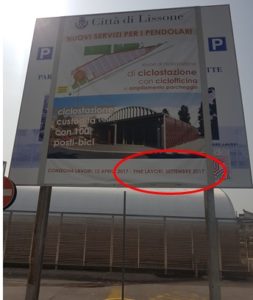 Città di Lissone
NUOVI SERVIZI PER I PENDOLARI
P
P
di ciclostazione
con ciclofficina
e ampliamento parcheggio
ciclostazione
custodita
con 100
posti-bici
CONSEGNA LAVORI: 12 APRILE 2017 - FINE LAVORI: SETTEMBRE 2017